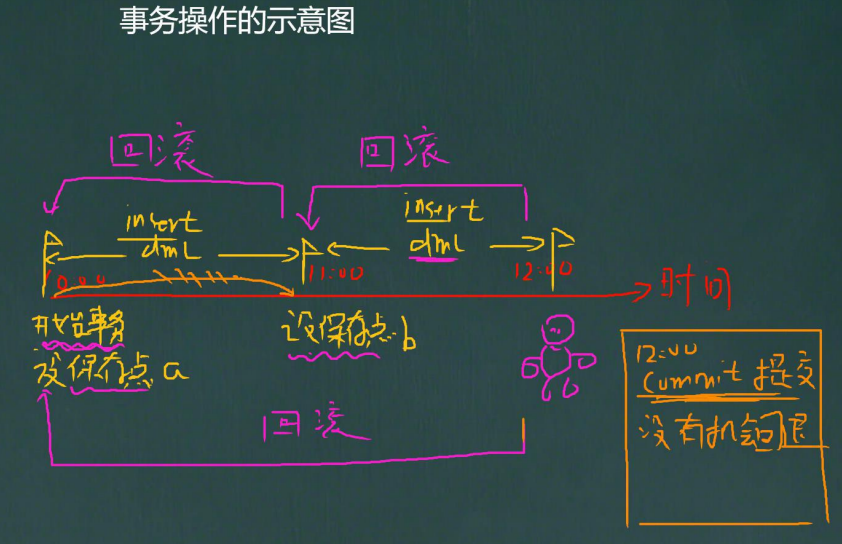 事务操作的示意图
回滚
回滚
insert
dml
insert
dml
10:00
11:00
12:00
时间
开始事务
设保存点 a
设保存点 b
回滚
12:00
Commit 提交
没有机会回退